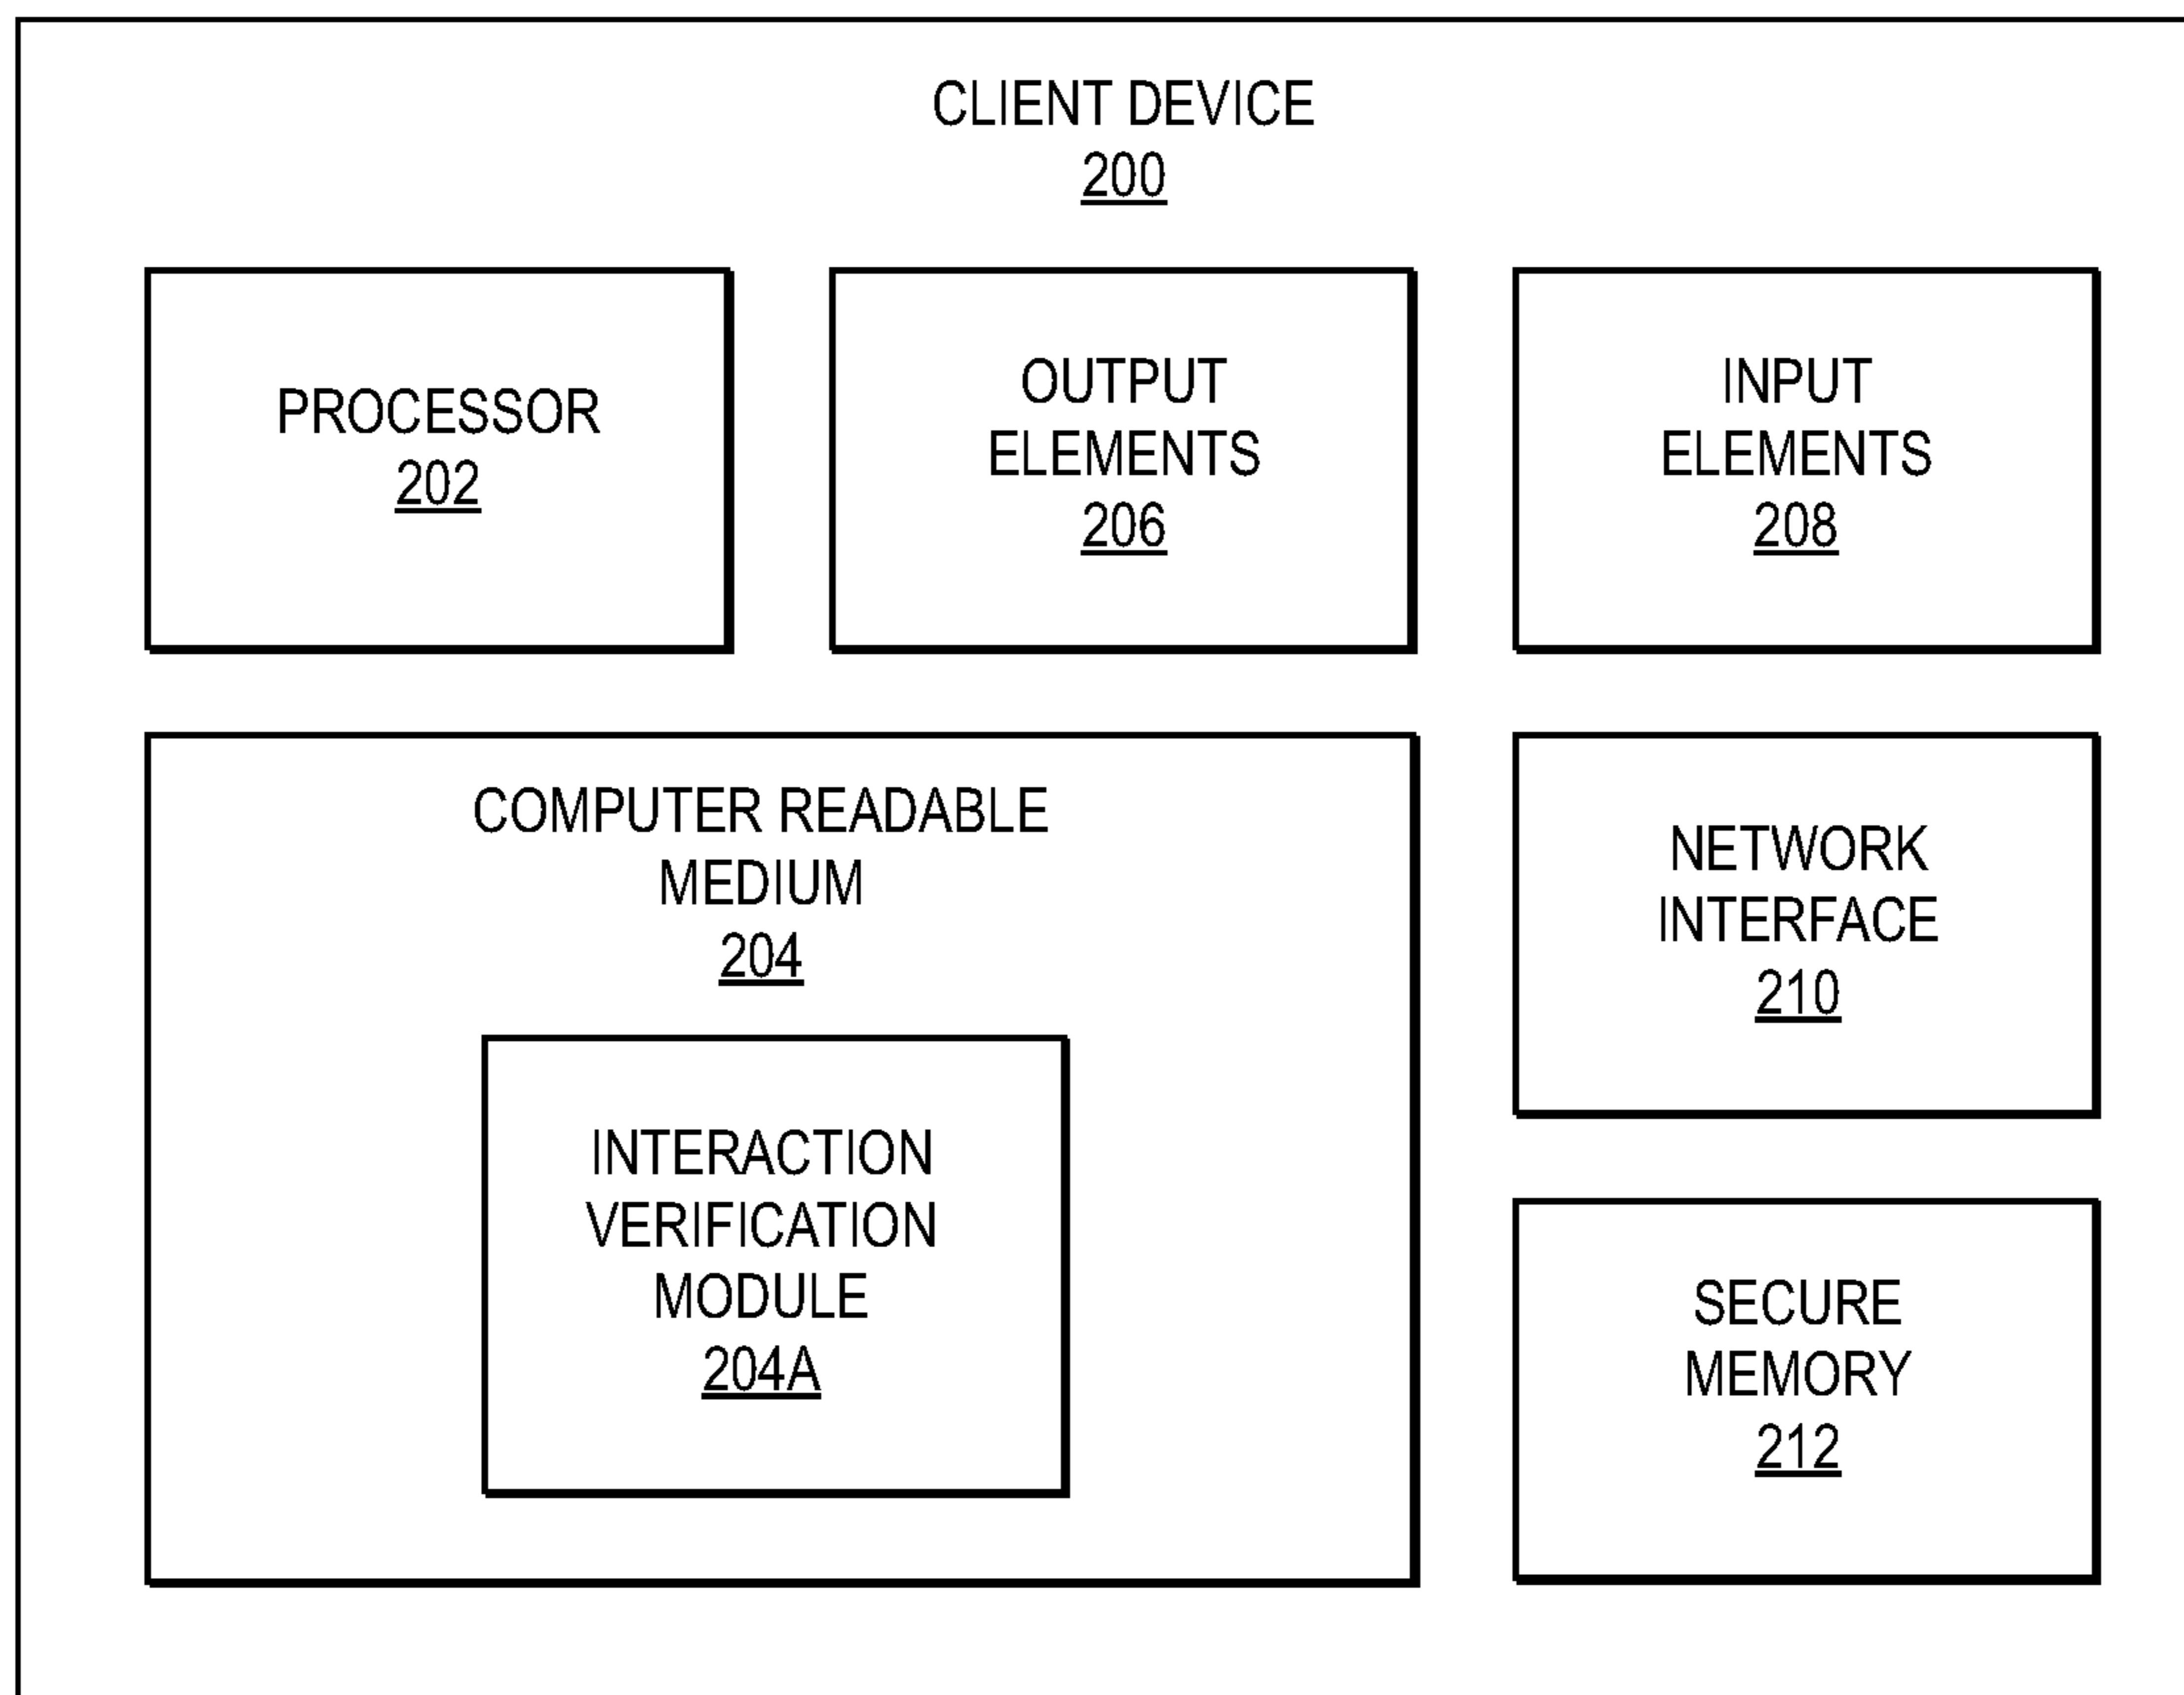 CLIENT DEVICE
200
PROCESSOR
202
OUTPUT
ELEMENTS
206
INPUT
ELEMENTS
208
COMPUTER READABLE
MEDIUM
204
INTERACTION
VERIFICATION
MODULE
204A
NETWORK
INTERFACE
210
SECURE
MEMORY
212